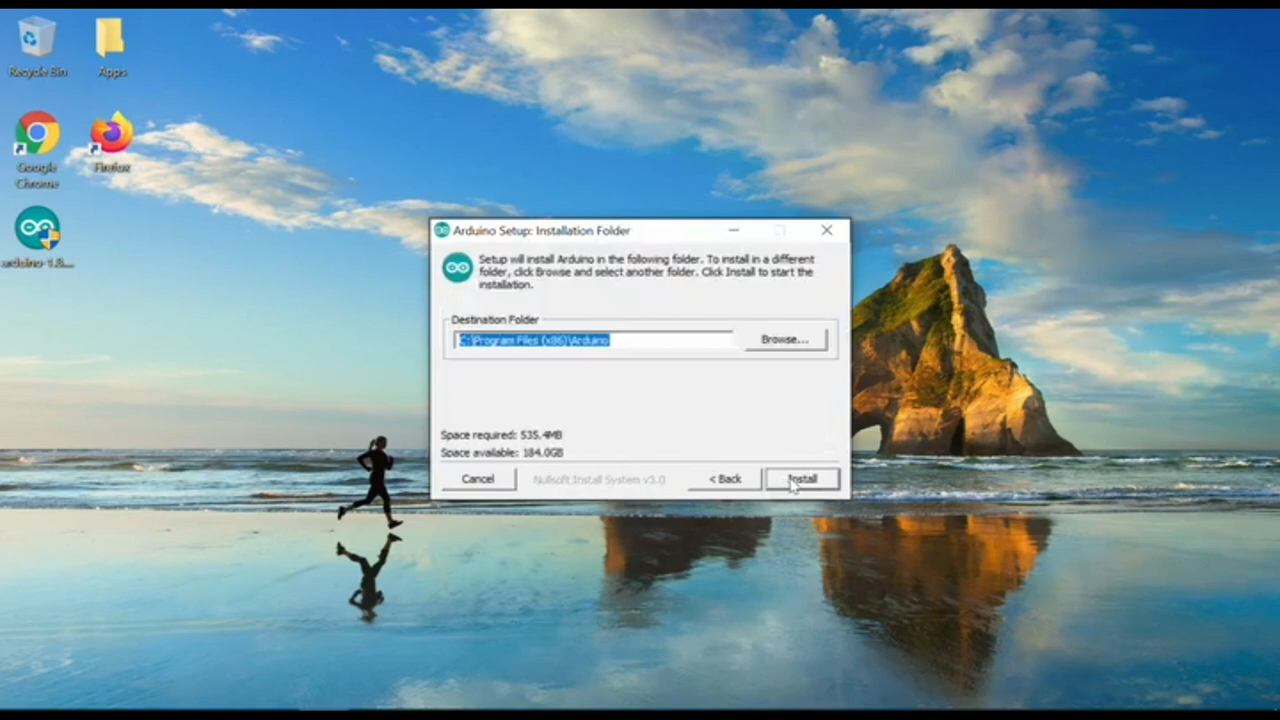 Recycle Bin
Apps
Google
Chrome
Firefox
arduino-1.8....
Arduino Setup: Installation Folder
Setup will install Arduino in the following folder. To install in a different
folder, click Browse and select another folder. Click Install to start the
installation.
Destination Folder
C:\Program Files (x86)\Arduino
Browse...
Space required: 535.4MB
Space available: 184.0GB
Cancel
Nullsoft Install System v3.0
< Back
Install